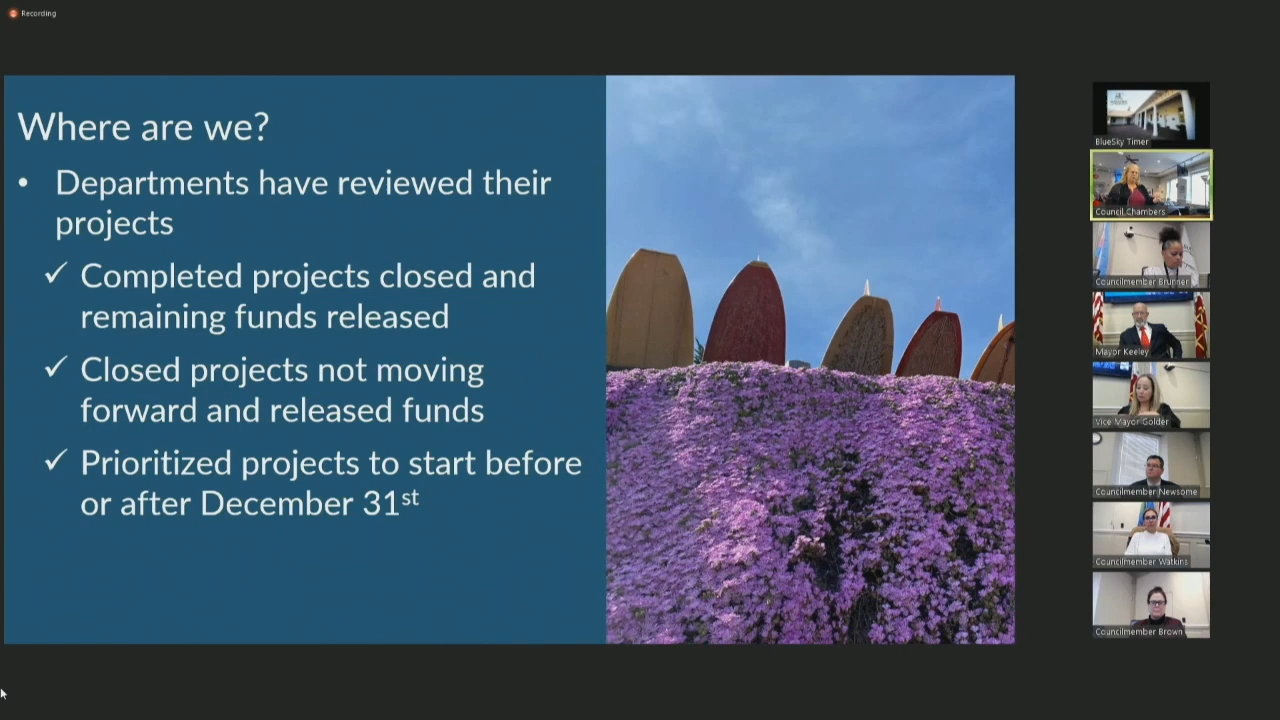 Recording
Where are we?
• Departments have reviewed their
projects
✓ Completed projects closed and
remaining funds released
✓ Closed projects not moving
forward and released funds
✓ Prioritized projects to start before
or after December 31st
BlueSky Timer
Council Chambers
Councilmember Brunner
Mayor Keeley
Vice Mayor Golder
Councilmember Newsome
Councilmember Watkins
Councilmember Brown